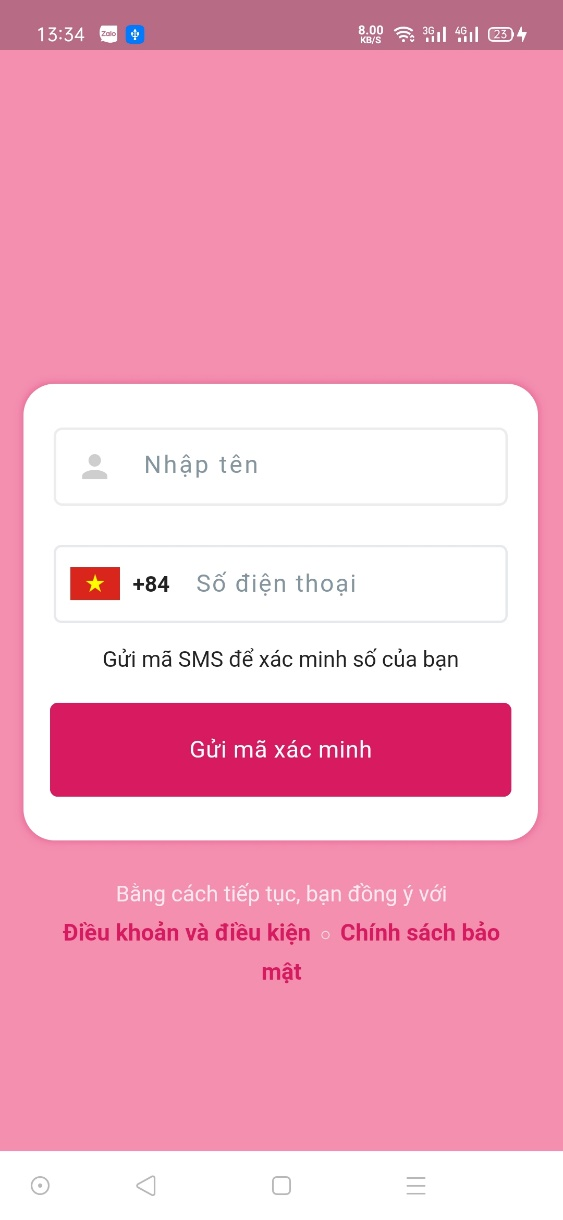 13:34 Zalo 8.00 KB/S 3G 4G 23
Nhập tên
+84 Số điện thoại
Gửi mã SMS để xác minh số của bạn
Gửi mã xác minh
Bằng cách tiếp tục, bạn đồng ý với
Điều khoản và điều kiện ○ Chính sách bảo
mật